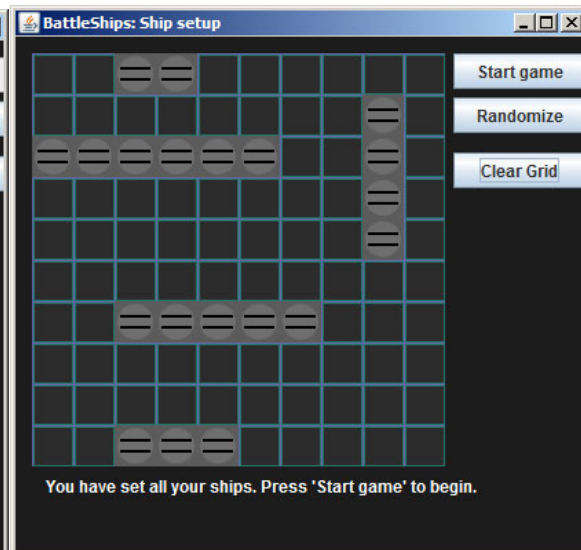 BattleShips: Ship setup
Start game
Randomize
Clear Grid
You have set all your ships. Press 'Start game' to begin.